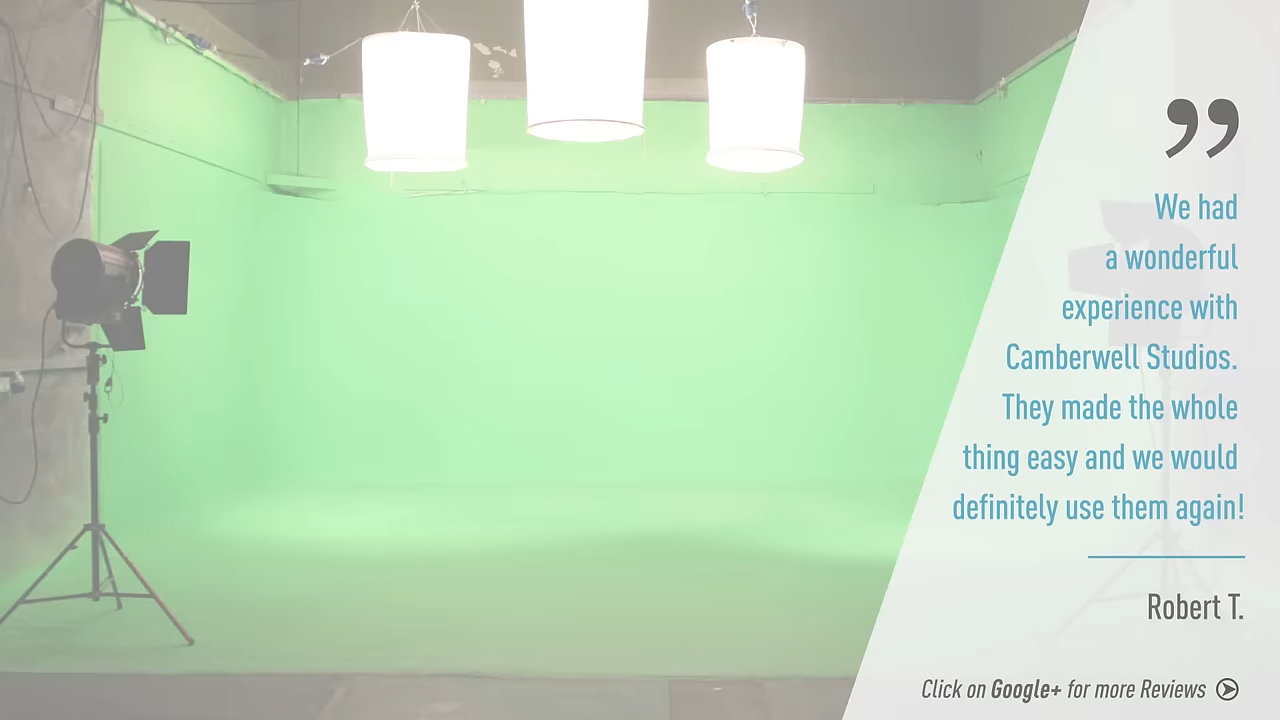 ”
We had
a wonderful
experience with
Camberwell Studios.
They made the whole
thing easy and we would
definitely use them again!
Robert T.
Click on Google+ for more Reviews